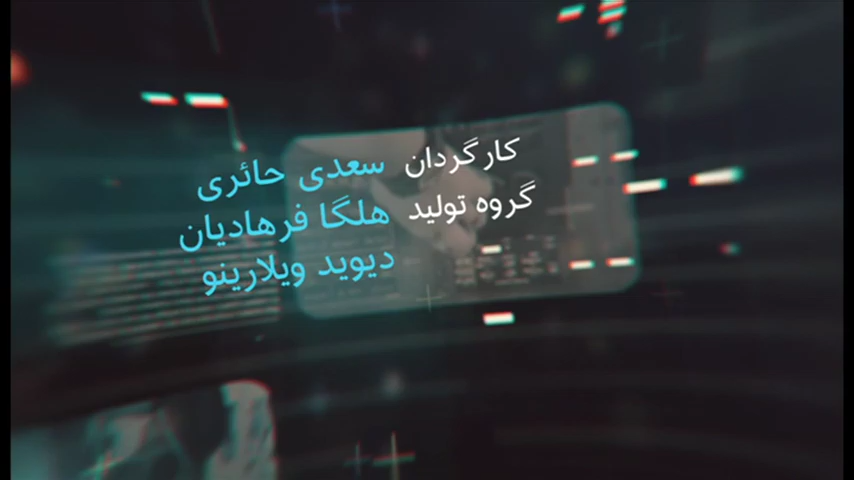 کارگردان سعدی حائری
گروه تولید هلگا فرهادیان
دیوید ویلارینو